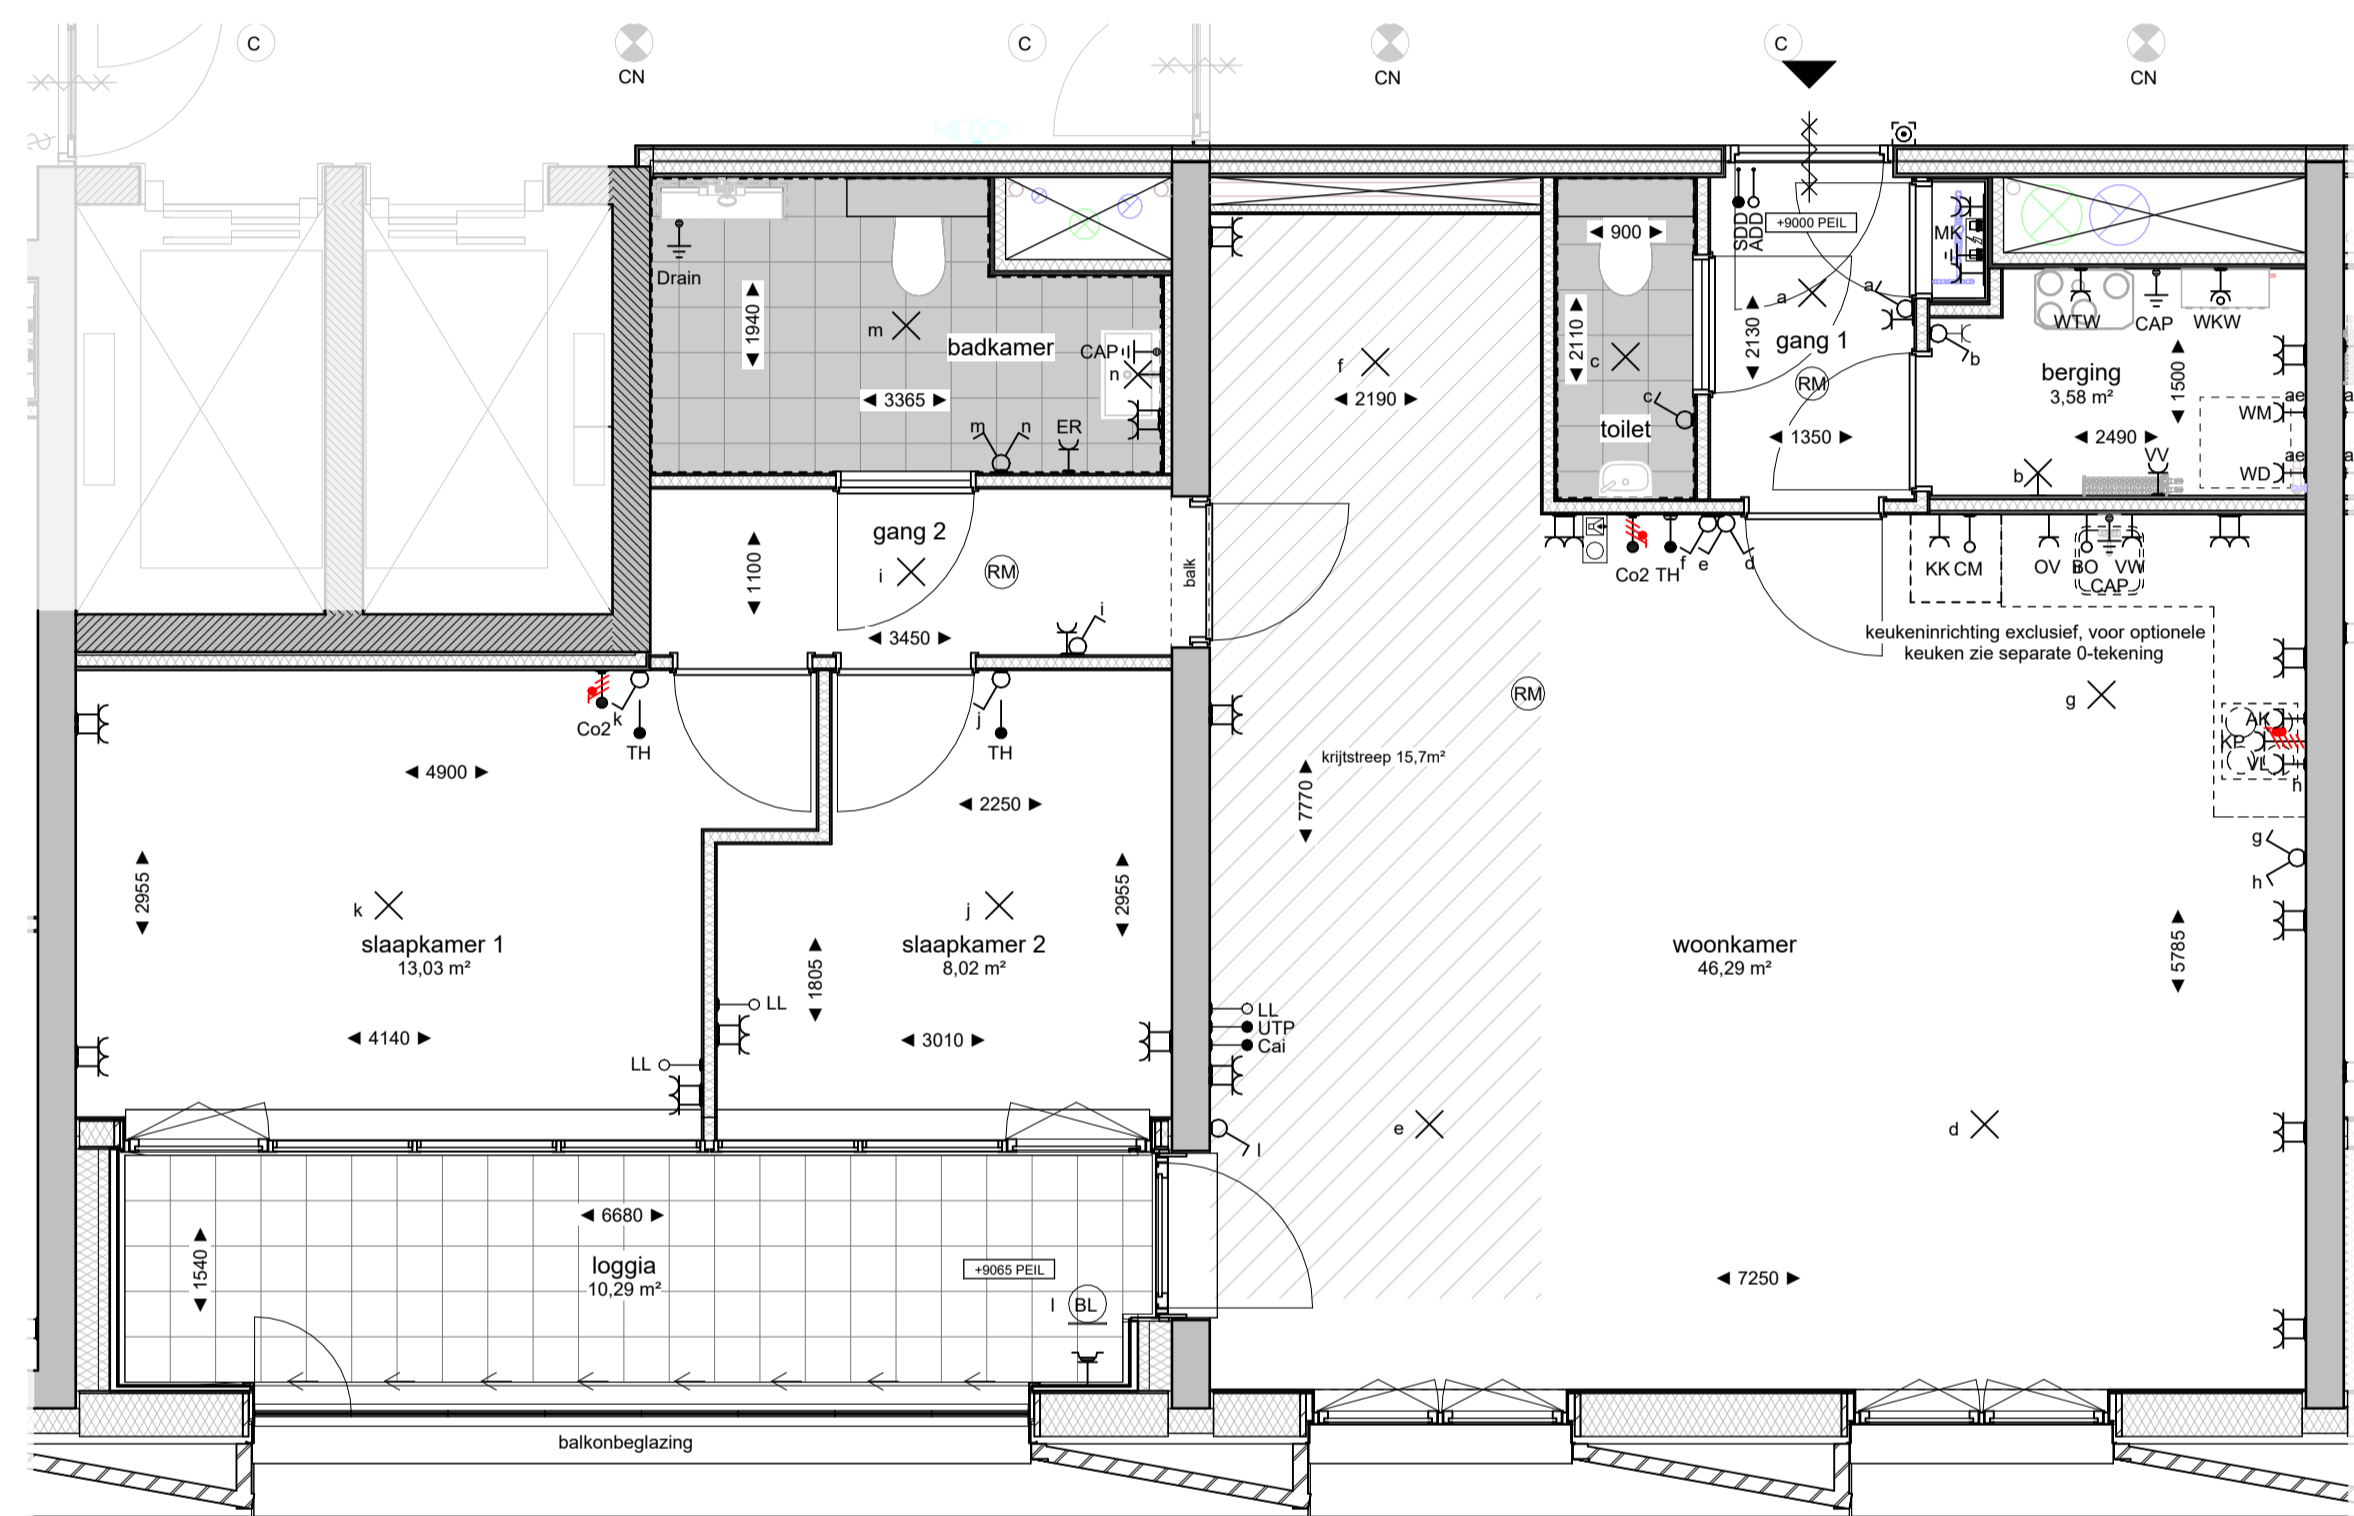 C
CN
C
CN
C
CN
SDD
ADD
+9000 PEIL
MK
Drain
900
1940
m
badkamer
CAP
n
3365
m
n
ER
f
2190
2110
c
c
toilet
a
a
2130
gang 1
RM
1350
b
WTW
CAP
WKW
berging
3,58 m²
1500
WM
ae
a
2490
VV
WD
ae
a
b
gang 2
1100
i
RM
balk
i
3450
Co2
TH
f
e
d
KK
CM
OV
BO
VW
CAP
keukeninrichting exclusief, voor optionele
keuken zie separate 0-tekening
g
Co2
k
TH
j
TH
RM
AK
KP
VL
h
4900
2250
krijtstreep 15,7m²
7770
g
h
2955
k
slaapkamer 1
13,03 m²
j
slaapkamer 2
8,02 m²
2955
1805
woonkamer
46,29 m²
5785
LL
LL
UTP
Cai
4140
LL
3010
e
d
l
6680
1540
loggia
10,29 m²
+9065 PEIL
l
BL
7250
balkonbeglazing